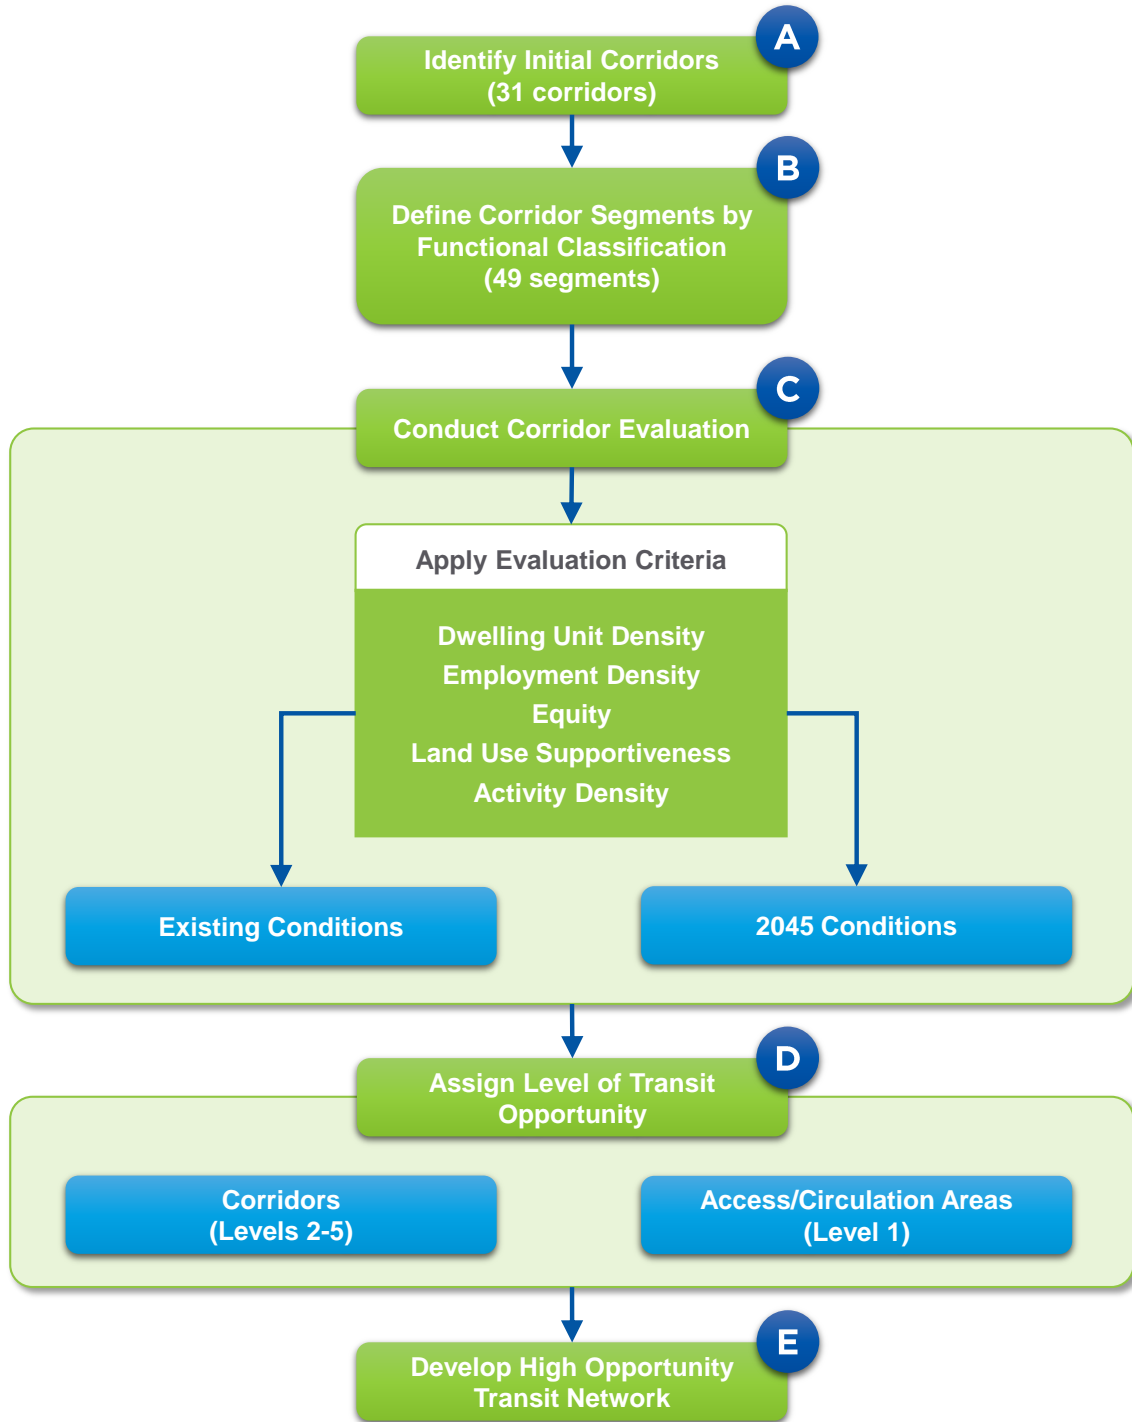 A
Identify Initial Corridors
(31 corridors)
B
Define Corridor Segments by
Functional Classification
(49 segments)
C
Conduct Corridor Evaluation
Apply Evaluation Criteria
Dwelling Unit Density
Employment Density
Equity
Land Use Supportiveness
Activity Density
Existing Conditions
2045 Conditions
D
Assign Level of Transit
Opportunity
Corridors
(Levels 2-5)
Access/Circulation Areas
(Level 1)
E
Develop High Opportunity
Transit Network